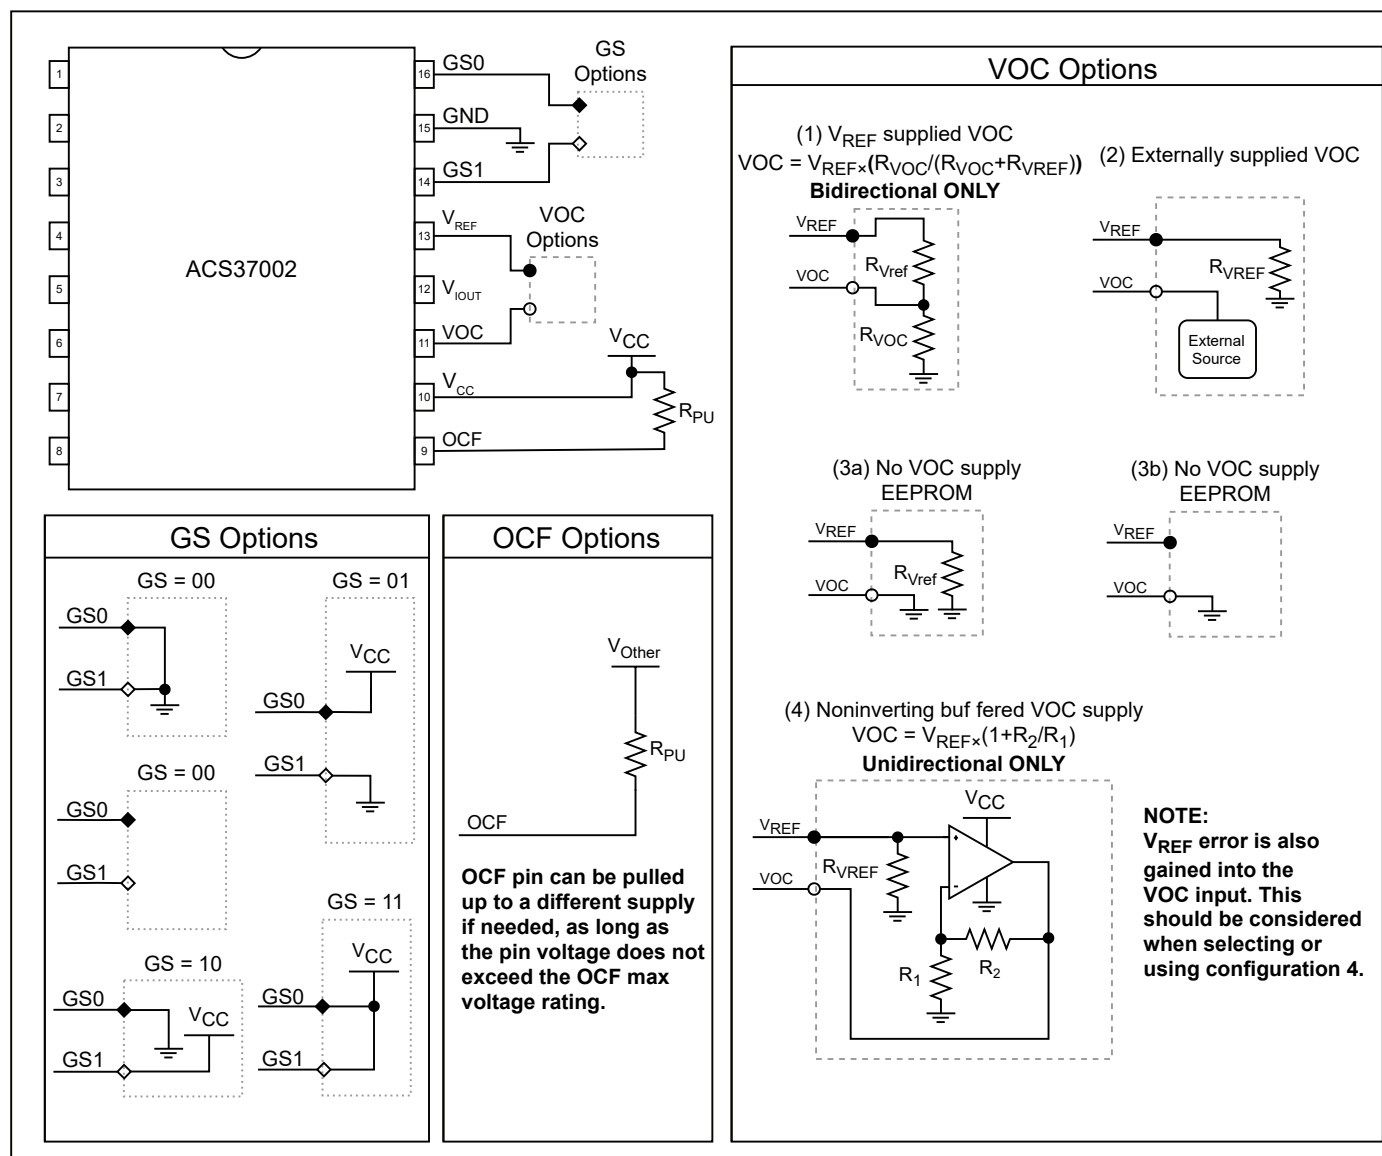 1
2
3
4
5
6
7
8
ACS37002
16
15
14
13
12
11
10
9
GS0
GND
GS1
VREF
VIOUT
VOC
VCC
OCF
GS
Options
VOC
Options
VCC
RPU
GS Options
GS = 00
GS0
GS1
GS = 01
VCC
GS0
GS1
GS = 00
GS0
GS1
GS = 10
GS0
VCC
GS1
GS = 11
VCC
GS0
GS1
OCF Options
VOther
RPU
OCF
OCF pin can be pulled
up to a different supply
if needed, as long as
the pin voltage does not
exceed the OCF max
voltage rating.
VOC Options
(1) VREF supplied VOC
VOC = VREF×(RVOC/(RVOC+RVREF))
Bidirectional ONLY
VREF
RVref
VOC
RVOC
(2) Externally supplied VOC
VREF
RVREF
VOC
External
Source
(3a) No VOC supply
EEPROM
VREF
RVref
VOC
(3b) No VOC supply
EEPROM
VREF
VOC
(4) Noninverting buf fered VOC supply
VOC = VREF×(1+R2/R1)
Unidirectional ONLY
VCC
VREF
+
RVREF
VOC
-
R1
R2
NOTE:
VREF error is also
gained into the
VOC input. This
should be considered
when selecting or
using configuration 4.